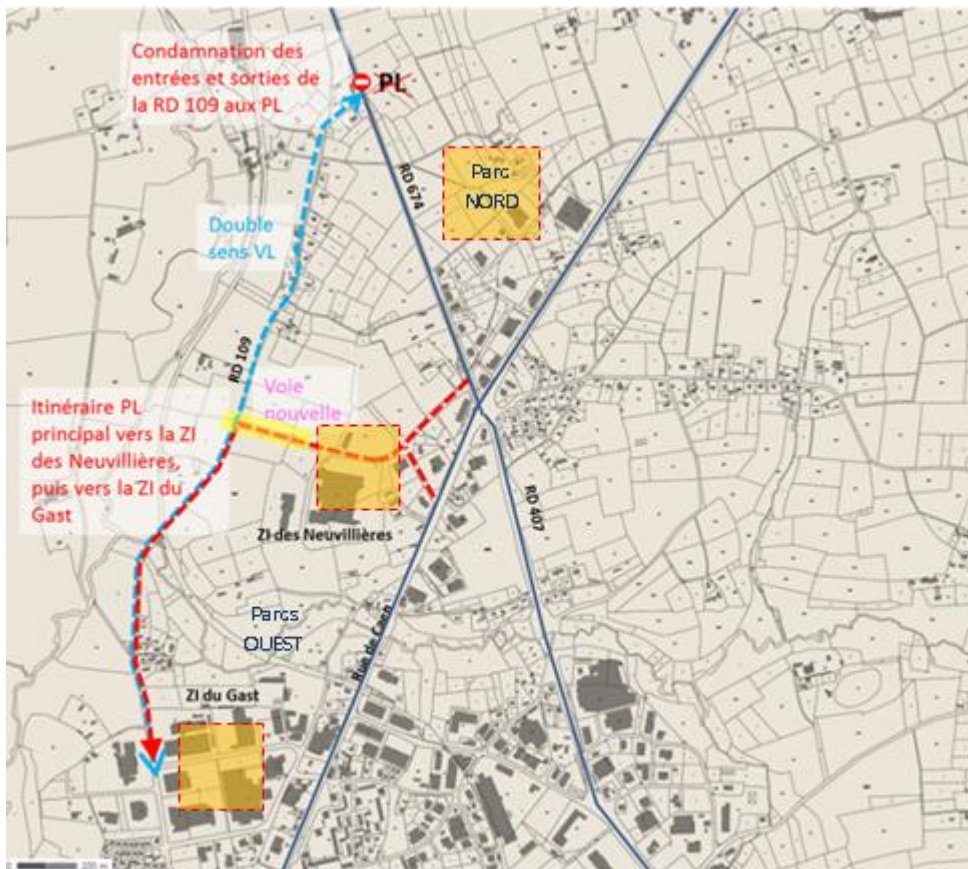 Condamnation des
entrées et sorties de
la RD 109 aux PL
PL
RD 674
Parc
NORD
Double
sens VL
RD 109
Voie
nouvelle
Itinéraire PL
principal vers la ZI
des Neuvillières,
puis vers la ZI du
Gast
RD 407
ZI des Neuvillières
Parcs
OUEST
Rue de Caen
ZI du Gast